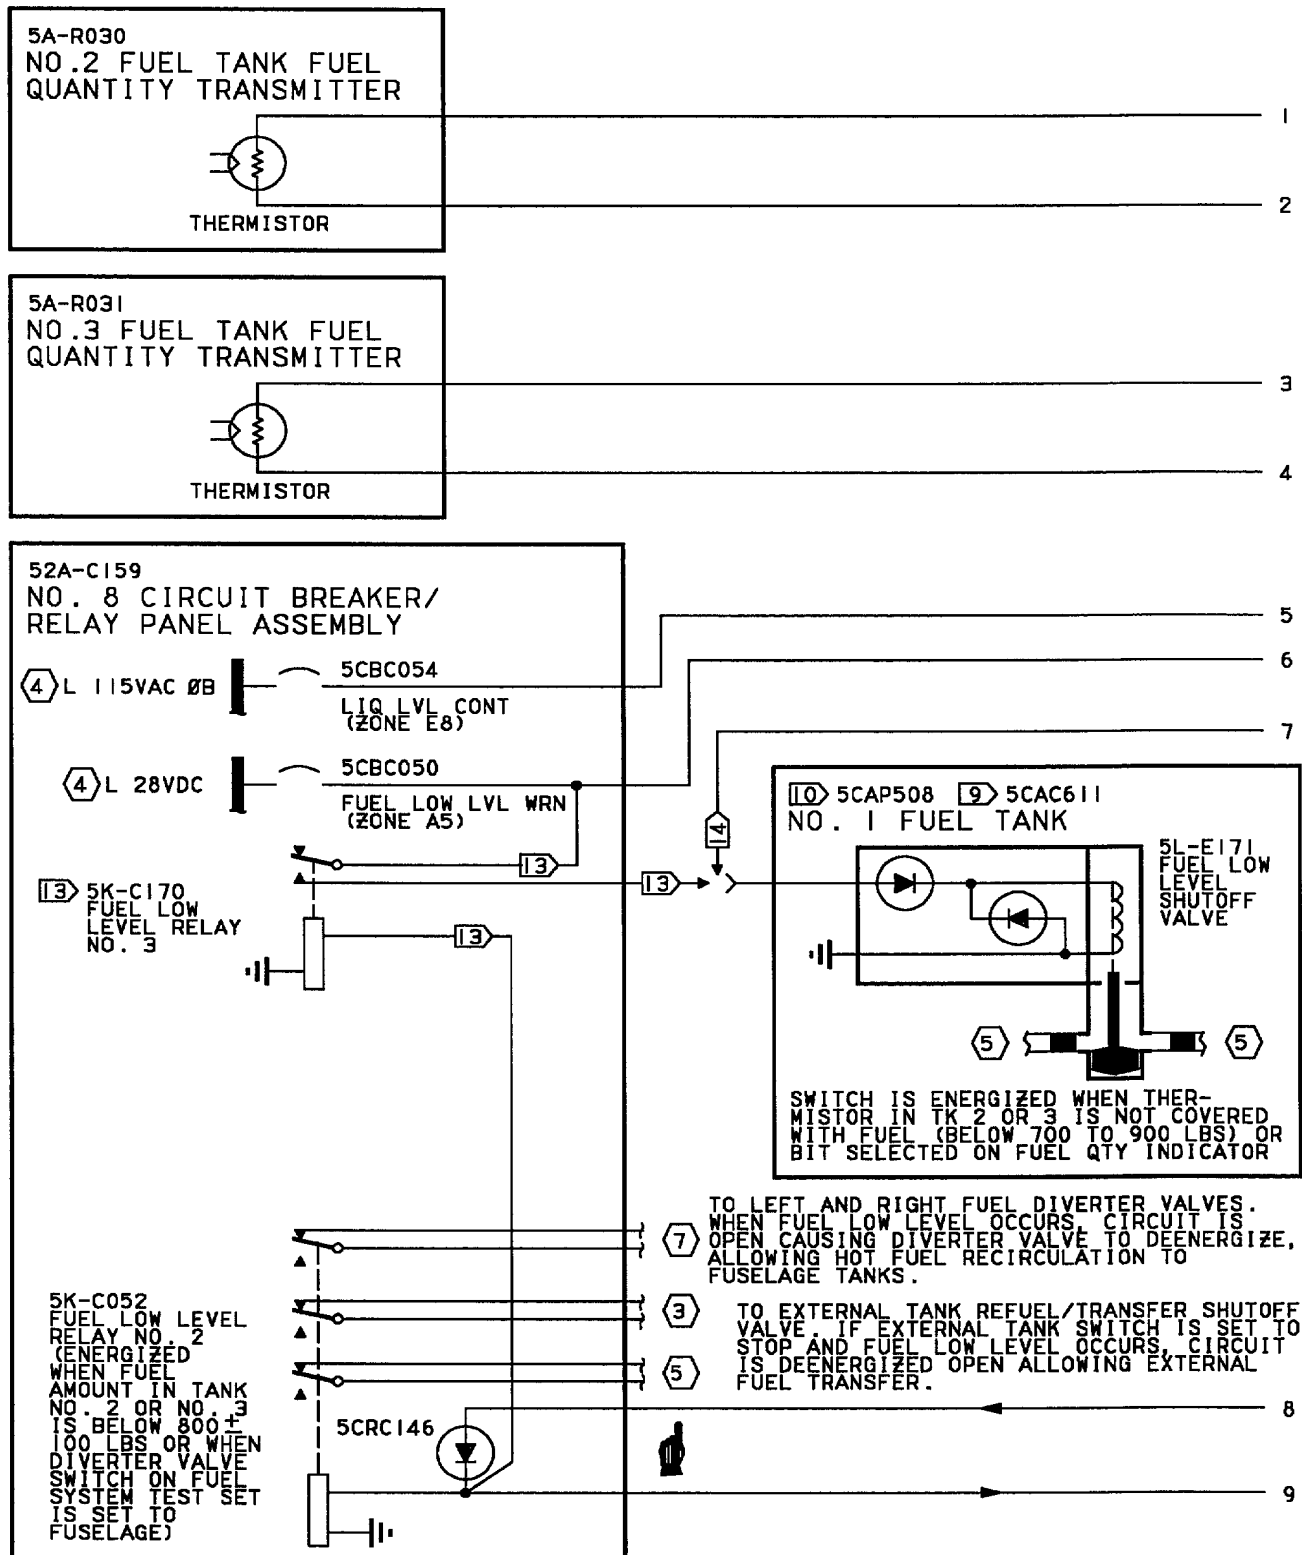 5A-R030
NO.2 FUEL TANK FUEL
QUANTITY TRANSMITTER
1
2
THERMISTOR
5A-R031
NO.3 FUEL TANK FUEL
QUANTITY TRANSMITTER
3
4
THERMISTOR
52A-C159
NO. 8 CIRCUIT BREAKER/
RELAY PANEL ASSEMBLY
5
6
4 L 115VAC ØB
5CBC054
LIQ LVL CONT
(ZONE E8)
7
4 L 28VDC
5CBC050
FUEL LOW LVL WRN
(ZONE A5)
10 5CAP508 9 5CAC611
NO. 1 FUEL TANK
14
13
13
13 5K-C170
FUEL LOW
LEVEL RELAY
NO. 3
13
5L-E171
FUEL LOW
LEVEL
SHUTOFF
VALVE
5
5
SWITCH IS ENERGIZED WHEN THER-
MISTOR IN TK 2 OR 3 IS NOT COVERED
WITH FUEL (BELOW 700 TO 900 LBS) OR
BIT SELECTED ON FUEL QTY INDICATOR
7
TO LEFT AND RIGHT FUEL DIVERTER VALVES.
WHEN FUEL LOW LEVEL OCCURS, CIRCUIT IS
OPEN CAUSING DIVERTER VALVE TO DEENERGIZE,
ALLOWING HOT FUEL RECIRCULATION TO
FUSELAGE TANKS.
3
5
TO EXTERNAL TANK REFUEL/TRANSFER SHUTOFF
VALVE. IF EXTERNAL TANK SWITCH IS SET TO
STOP AND FUEL LOW LEVEL OCCURS, CIRCUIT
IS DEENERGIZED OPEN ALLOWING EXTERNAL
FUEL TRANSFER.
5K-C052
FUEL LOW LEVEL
RELAY NO. 2
(ENERGIZED
WHEN FUEL
AMOUNT IN TANK
NO. 2 OR NO. 3
IS BELOW 800 ±
100 LBS OR WHEN
DIVERTER VALVE
SWITCH ON FUEL
SYSTEM TEST SET
IS SET TO
FUSELAGE)
5CRC146
8
9